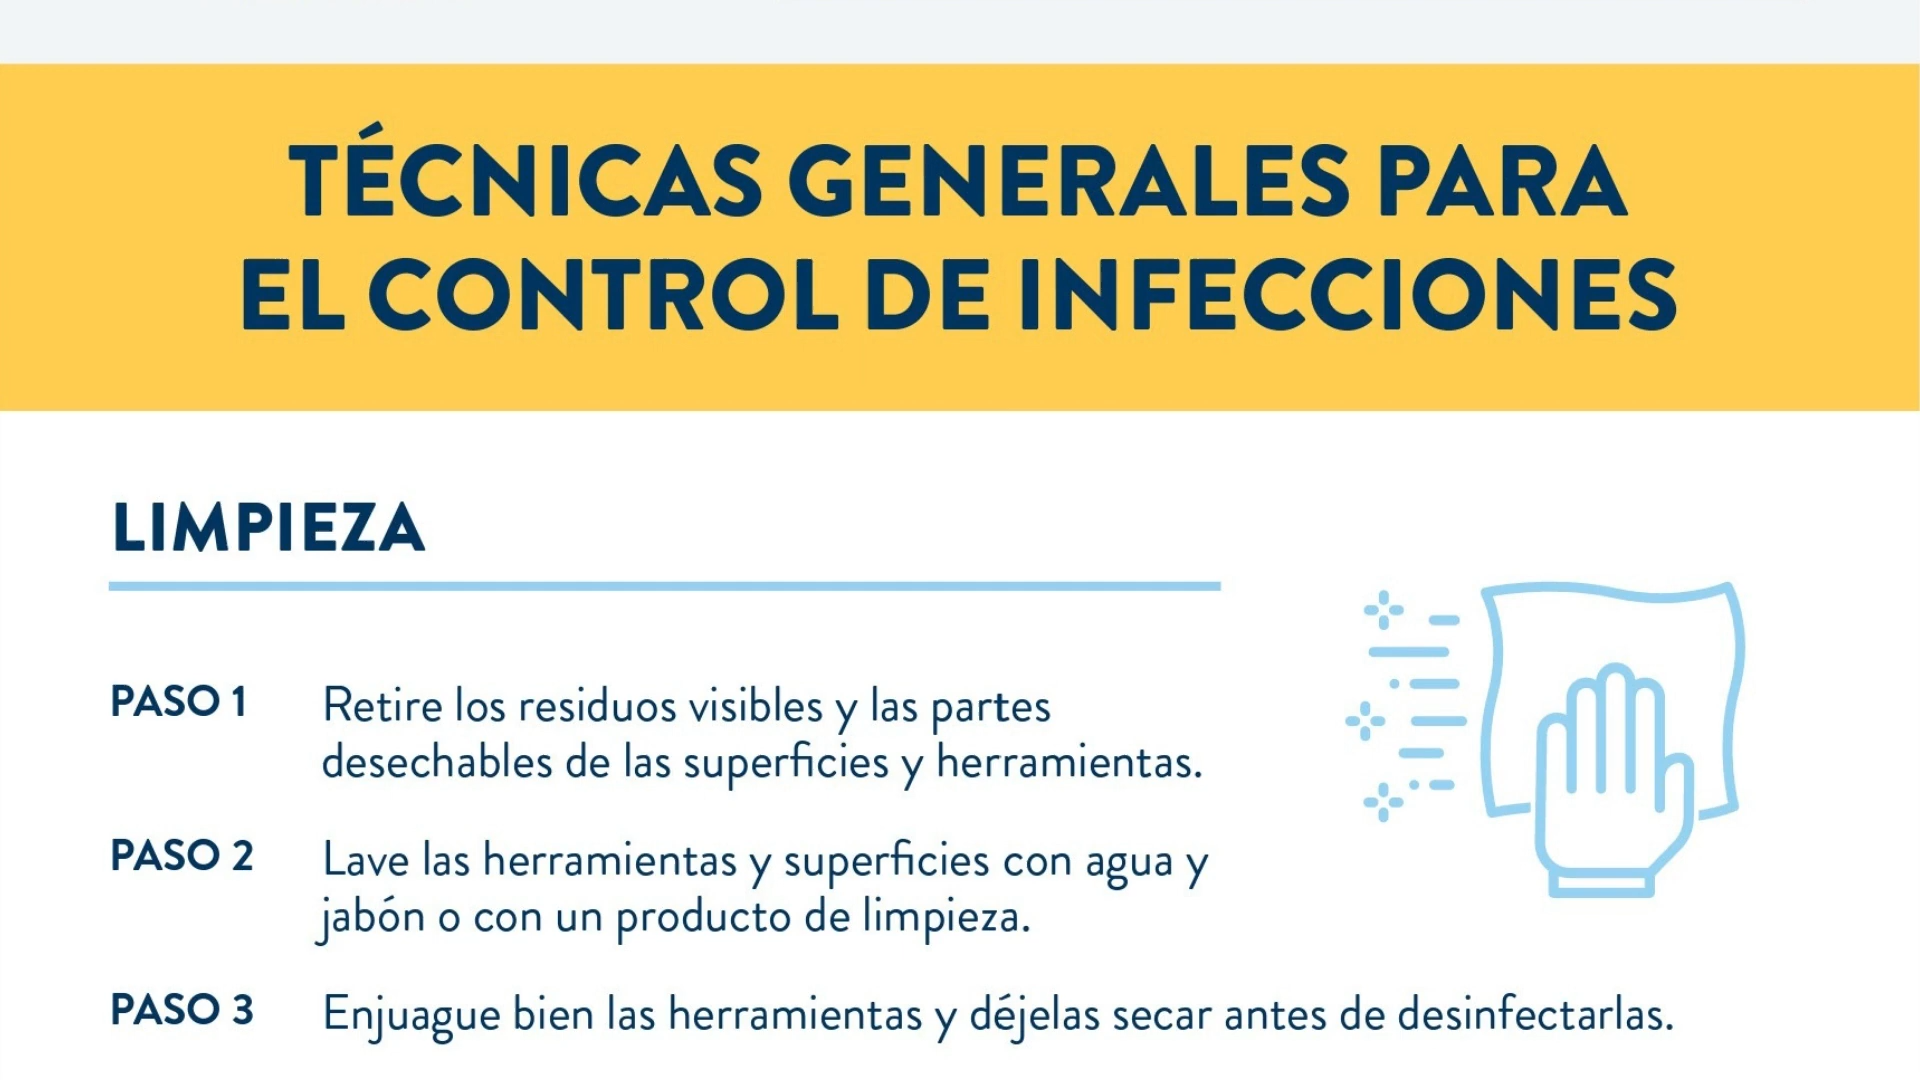 TÉCNICAS GENERALES PARA
EL CONTROL DE INFECCIONES
LIMPIEZA
PASO 1 Retire los residuos visibles y las partes
desechables de las superficies y herramientas.
PASO 2 Lave las herramientas y superficies con agua y
jabón o con un producto de limpieza.
PASO 3 Enjuague bien las herramientas y déjelas secar antes de desinfectarlas.